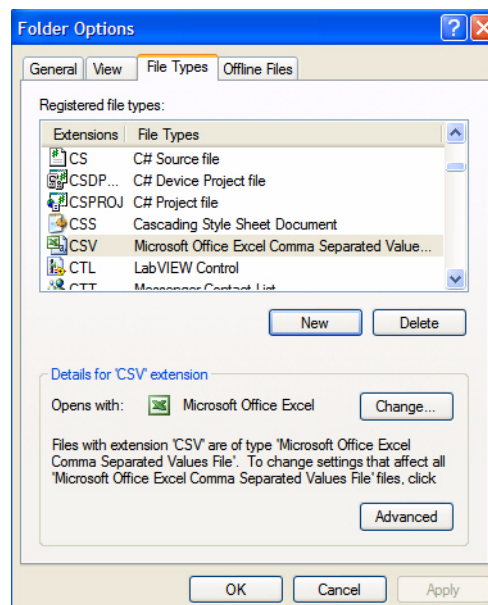 Folder Options
General View File Types Offline Files
Registered file types:
Extensions File Types
CS C# Source file
CSDP... C# Device Project file
CSPROJ C# Project file
CSS Cascading Style Sheet Document
CSV Microsoft Office Excel Comma Separated Value...
CTL LabVIEW Control
CTT Messenger Contact List
New Delete
Details for 'CSV' extension
Opens with: Microsoft Office Excel Change...
Files with extension 'CSV' are of type 'Microsoft Office Excel
Comma Separated Values File'. To change settings that affect all
'Microsoft Office Excel Comma Separated Values File' files, click
Advanced
OK Cancel Apply